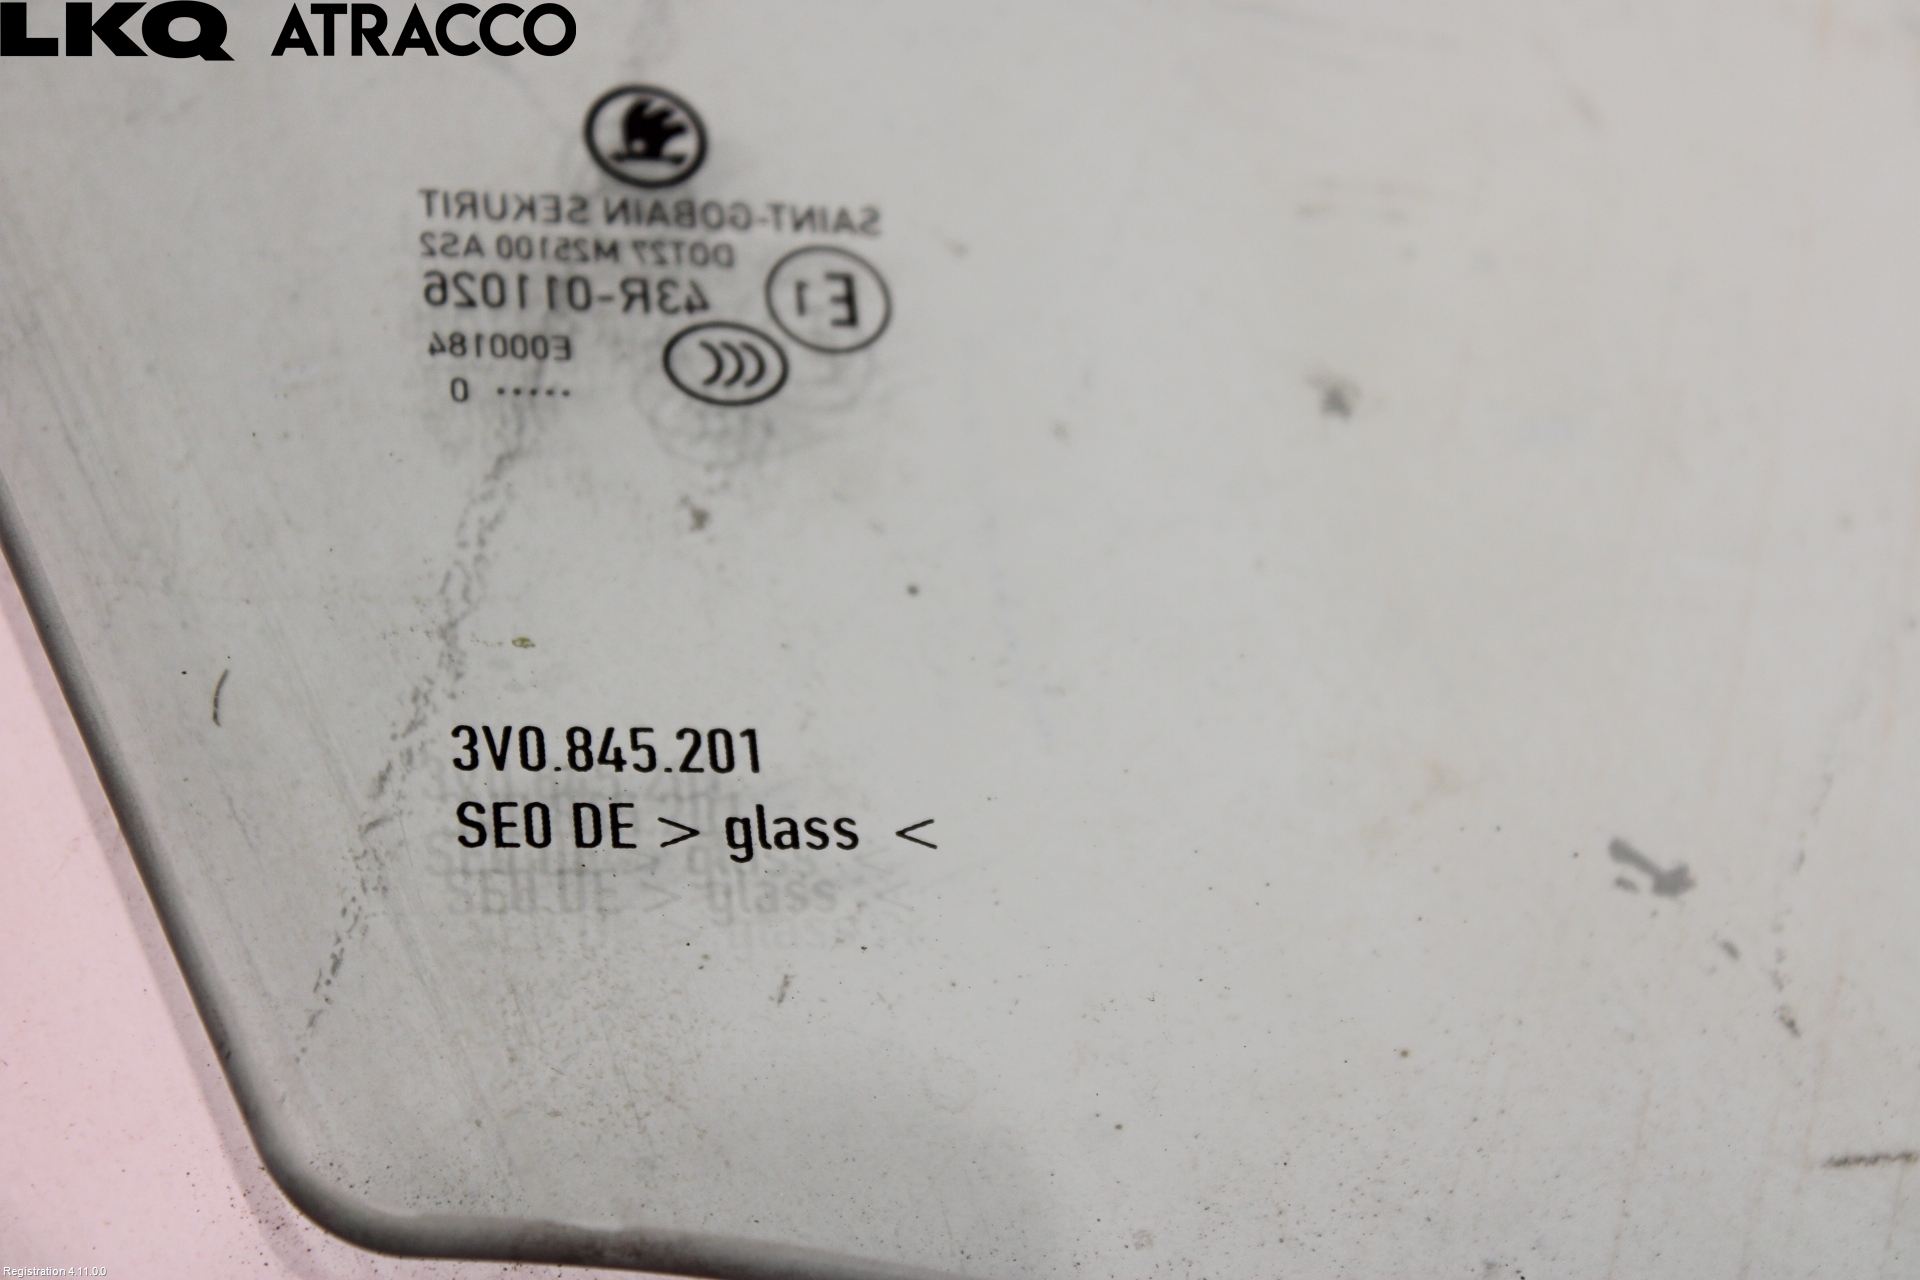 LKQ ATRACCO
SAINT-GOBAIN SEKURIT
DOT27 M25100 AS2
43R-011026
E1
E000184
CCC
..... 0
3V0.845.201
SE0 DE > glass <
Registration 4.11.0.0